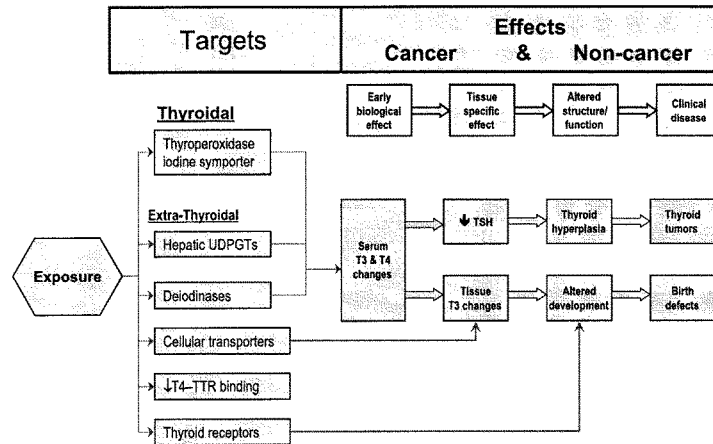 Targets
Effects
Cancer & Non-cancer
Early
biological
effect
Tissue
specific
effect
Altered
structure/
function
Clinical
disease
Thyroidal
Thyroperoxidase
iodine symporter
Extra-Thyroidal
Hepatic UDPGTs
Deiodinases
Cellular transporters
↓T4–TTR binding
Thyroid receptors
Exposure
Serum
T3 & T4
changes
↓ TSH
Thyroid
hyperplasia
Thyroid
tumors
Tissue
T3 changes
Altered
development
Birth
defects